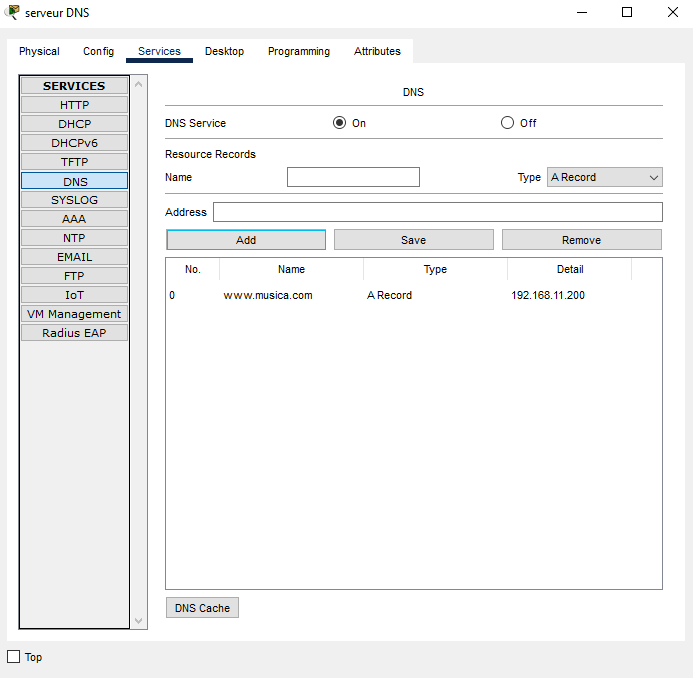 serveur DNS
Physical Config Services Desktop Programming Attributes
SERVICES
HTTP
DHCP
DHCPv6
TFTP
DNS
SYSLOG
AAA
NTP
EMAIL
FTP
IoT
VM Management
Radius EAP
DNS
DNS Service On Off
Resource Records
Name Type A Record
Address
Add Save Remove
No. Name Type Detail
0 www.musica.com A Record 192.168.11.200
DNS Cache
Top